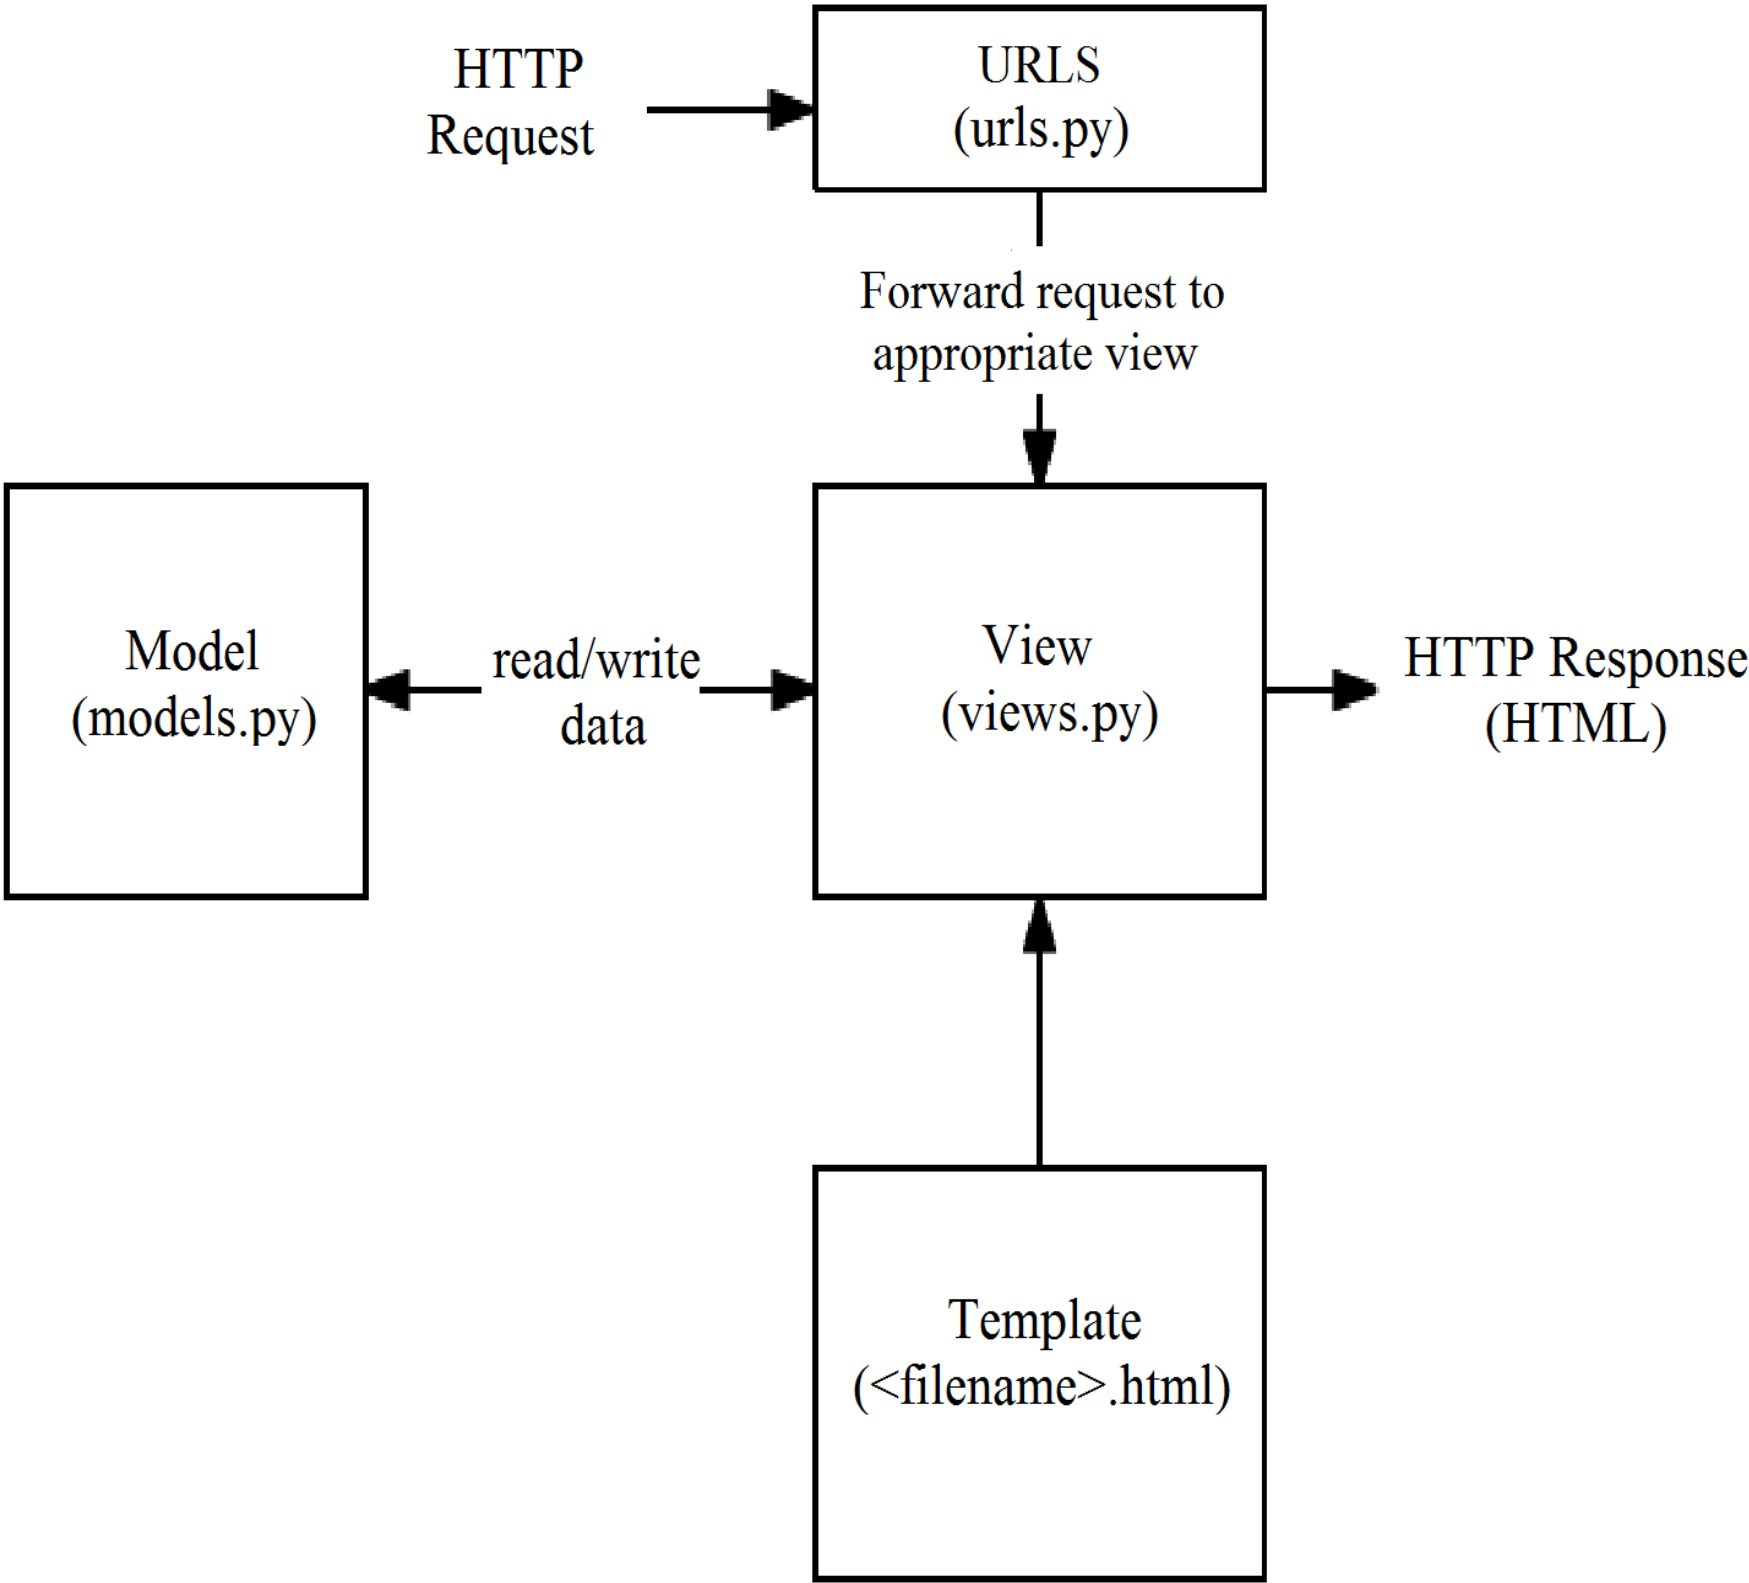 HTTP
Request
URLS
(urls.py)
Forward request to
appropriate view
Model
(models.py)
read/write
data
View
(views.py)
HTTP Response
(HTML)
Template
(<filename>.html)